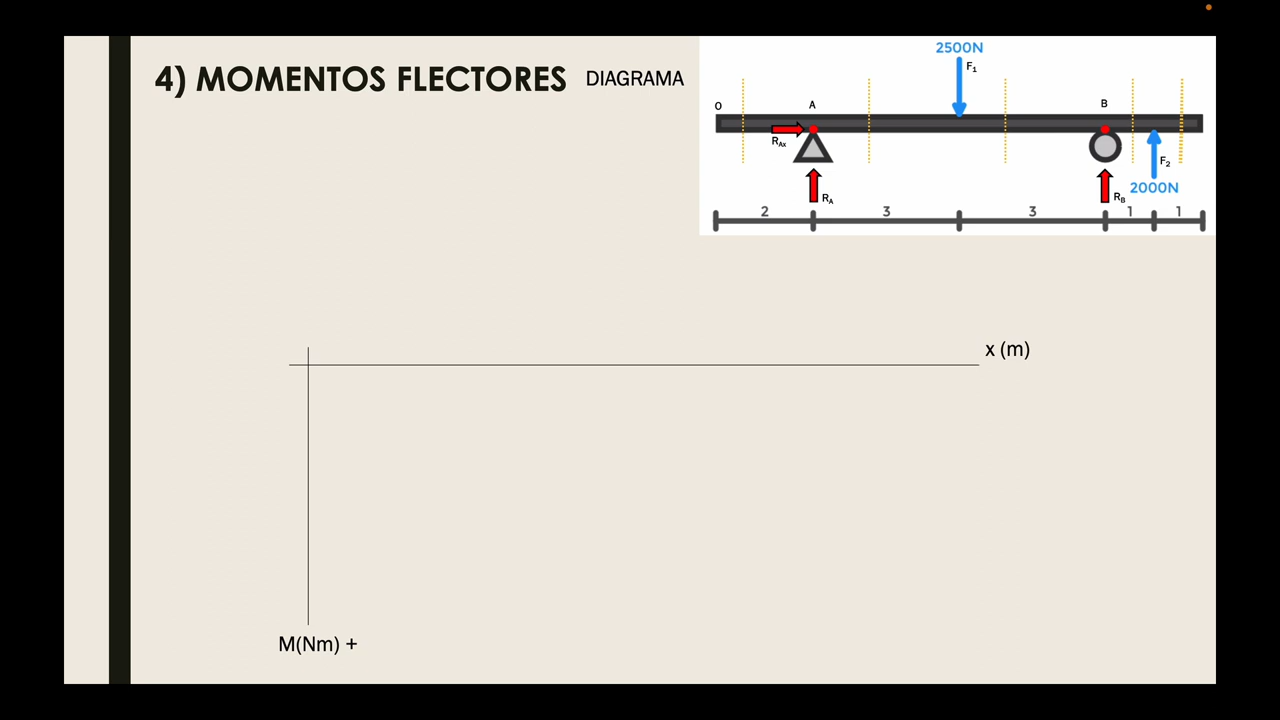 4) MOMENTOS FLECTORES DIAGRAMA
2500N
F1
O
A
B
RAx
RA
RB
F2
2000N
2 3 3 1 1
x (m)
M(Nm) +